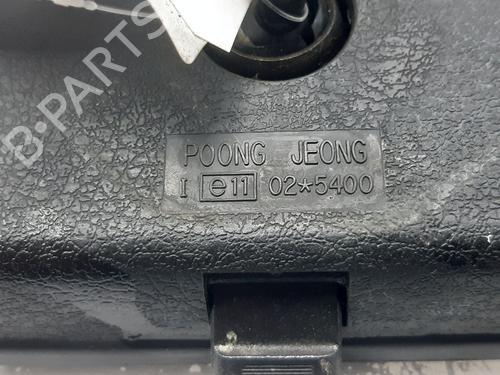 POONG JEONG
I e11 02*5400
B-PARTS